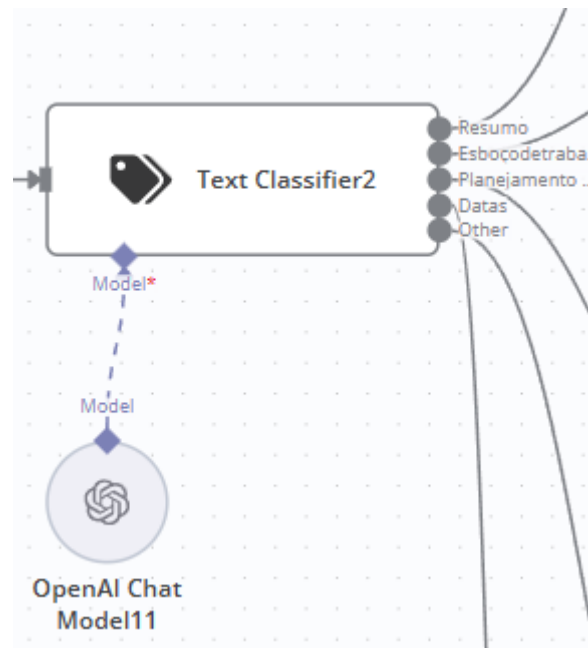 Text Classifier2
Resumo
Esboçodetraba
Planejamento ..
Datas
Other
Model*
Model
OpenAI Chat
Model11